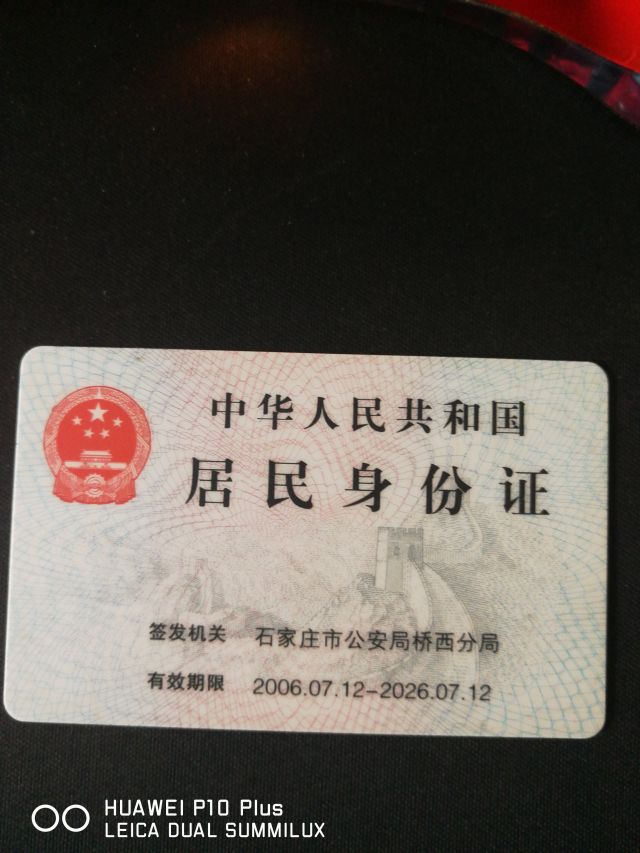 中华人民共和国
居民身份证
签发机关 石家庄市公安局桥西分局
有效期限 2006.07.12-2026.07.12
HUAWEI P10 Plus
LEICA DUAL SUMMILUX